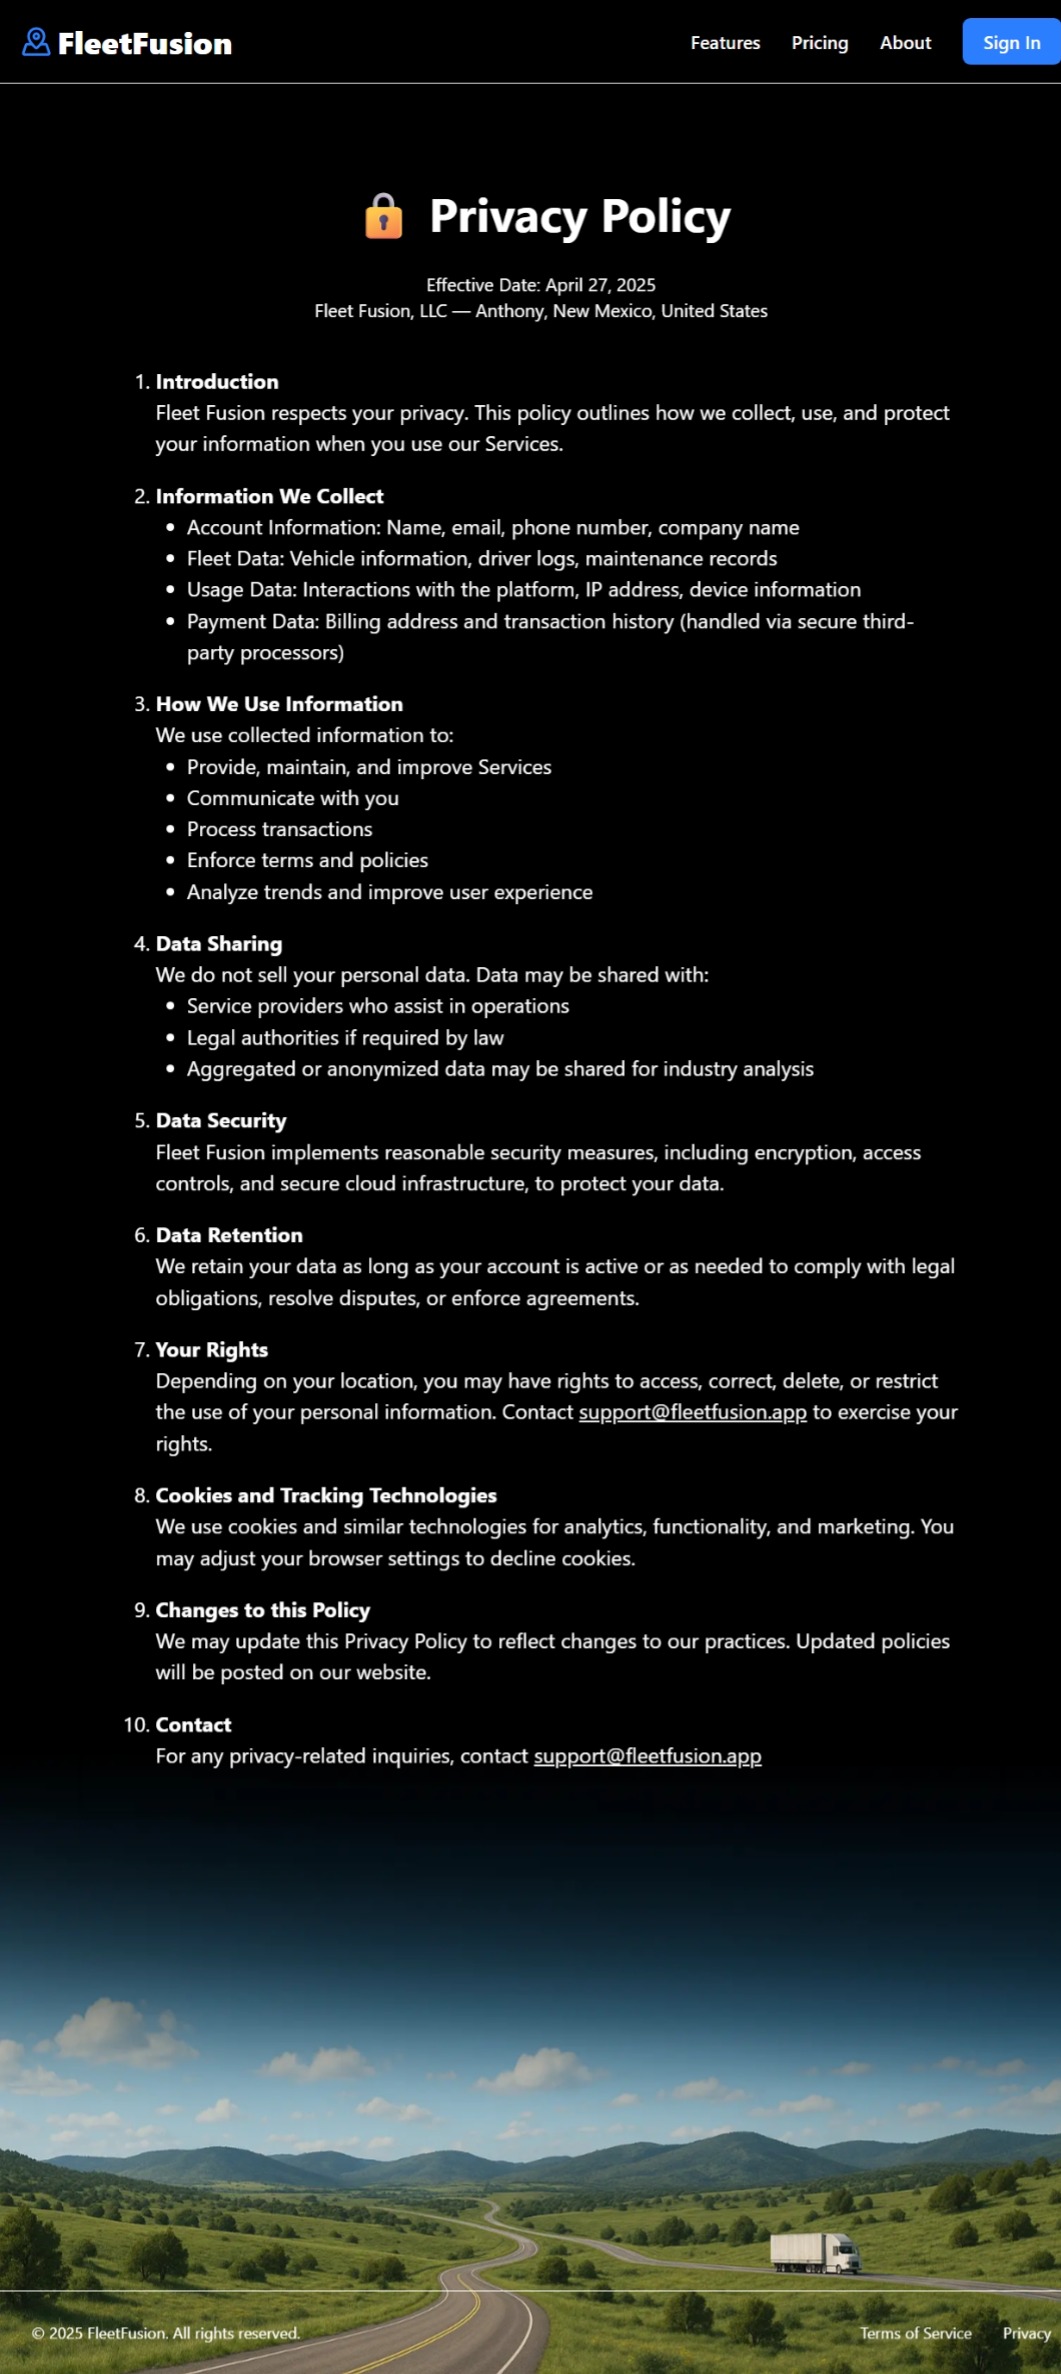 FleetFusion
Features Pricing About Sign In
Privacy Policy
Effective Date: April 27, 2025
Fleet Fusion, LLC — Anthony, New Mexico, United States
1. Introduction
Fleet Fusion respects your privacy. This policy outlines how we collect, use, and protect
your information when you use our Services.
2. Information We Collect
• Account Information: Name, email, phone number, company name
• Fleet Data: Vehicle information, driver logs, maintenance records
• Usage Data: Interactions with the platform, IP address, device information
• Payment Data: Billing address and transaction history (handled via secure third-
party processors)
3. How We Use Information
We use collected information to:
• Provide, maintain, and improve Services
• Communicate with you
• Process transactions
• Enforce terms and policies
• Analyze trends and improve user experience
4. Data Sharing
We do not sell your personal data. Data may be shared with:
• Service providers who assist in operations
• Legal authorities if required by law
• Aggregated or anonymized data may be shared for industry analysis
5. Data Security
Fleet Fusion implements reasonable security measures, including encryption, access
controls, and secure cloud infrastructure, to protect your data.
6. Data Retention
We retain your data as long as your account is active or as needed to comply with legal
obligations, resolve disputes, or enforce agreements.
7. Your Rights
Depending on your location, you may have rights to access, correct, delete, or restrict
the use of your personal information. Contact support@fleetfusion.app to exercise your
rights.
8. Cookies and Tracking Technologies
We use cookies and similar technologies for analytics, functionality, and marketing. You
may adjust your browser settings to decline cookies.
9. Changes to this Policy
We may update this Privacy Policy to reflect changes to our practices. Updated policies
will be posted on our website.
10. Contact
For any privacy-related inquiries, contact support@fleetfusion.app
© 2025 FleetFusion. All rights reserved. Terms of Service Privacy